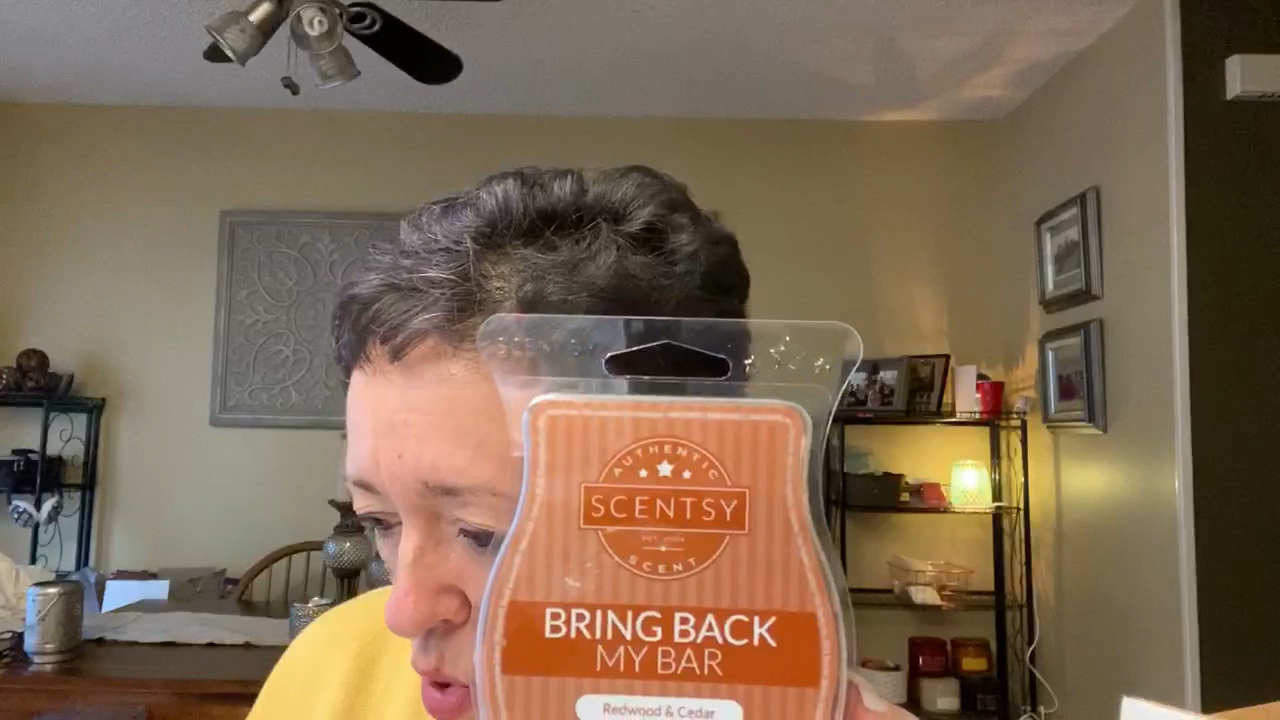 AUTHENTIC
SCENTSY
SCENT
BRING BACK
MY BAR
Redwood & Cedar